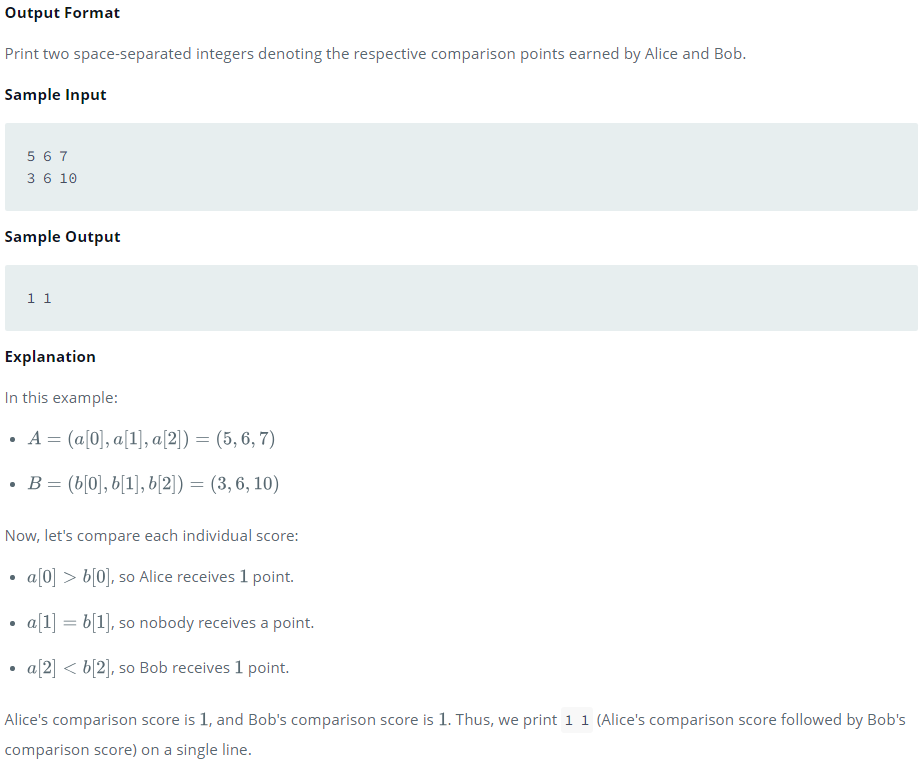 Output Format
Print two space-separated integers denoting the respective comparison points earned by Alice and Bob.
Sample Input
5 6 7
3 6 10
Sample Output
1 1
Explanation
In this example:
• A = (a[0], a[1], a[2]) = (5, 6, 7)
• B = (b[0], b[1], b[2]) = (3, 6, 10)
Now, let's compare each individual score:
• a[0] > b[0], so Alice receives 1 point.
• a[1] = b[1], so nobody receives a point.
• a[2] < b[2], so Bob receives 1 point.
Alice's comparison score is 1, and Bob's comparison score is 1. Thus, we print 1 1 (Alice's comparison score followed by Bob's
comparison score) on a single line.